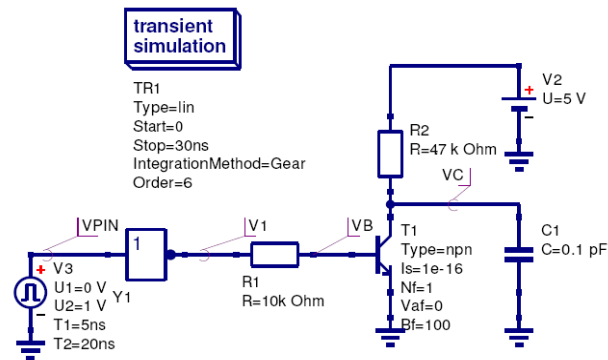 transient
simulation
TR1
Type=lin
Start=0
Stop=30ns
IntegrationMethod=Gear
Order=6
V2
U=5 V
R2
R=47 k Ohm
VC
C1
C=0.1 pF
VPIN
1
V1
VB
T1
Type=npn
Is=1e-16
Nf=1
Vaf=0
Bf=100
R1
R=10k Ohm
Y1
V3
U1=0 V
U2=1 V
T1=5ns
T2=20ns